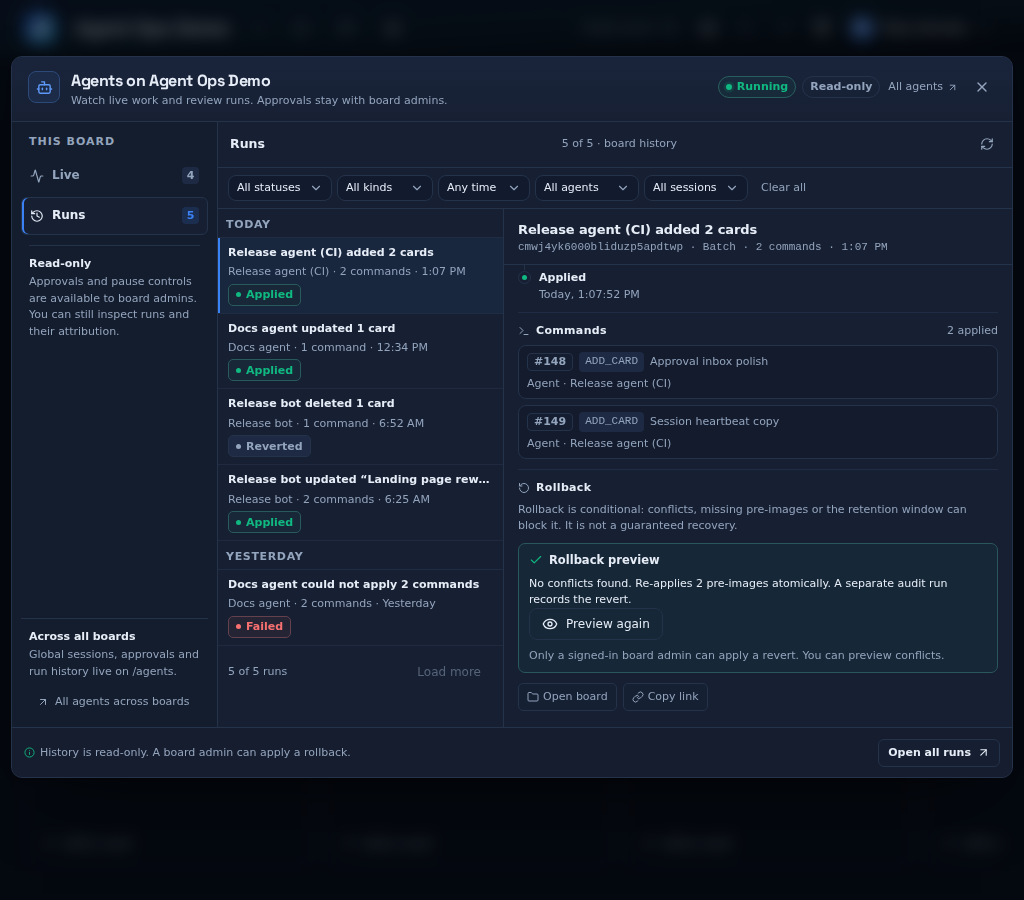 Agents on Agent Ops Demo
Watch live work and review runs. Approvals stay with board admins.
Running
Read-only
All agents
THIS BOARD
Live
4
Runs
5
Read-only
Applications and pause controls
are available to board admins.
You can still inspect runs and
their attribution.
Across all boards
Global sessions, approvals and
run history live on /agents.
All agents across boards
Runs
5 of 5 · board history
All statuses
All kinds
Any time
All agents
All sessions
Clear all
TODAY
Release agent (CI) added 2 cards
Release agent (CI) · 2 commands · 1:07 PM
Applied
Docs agent updated 1 card
Docs agent · 1 command · 12:34 PM
Applied
Release bot deleted 1 card
Release bot · 1 command · 6:52 AM
Reverted
Release bot updated “Landing page rew…
Release bot · 2 commands · 6:25 AM
Applied
YESTERDAY
Docs agent could not apply 2 commands
Docs agent · 2 commands · Yesterday
Failed
5 of 5 runs
Load more
Release agent (CI) added 2 cards
cmwj4yk6000bliduzp5apdtwp · Batch · 2 commands · 1:07 PM
Applied
Today, 1:07:52 PM
Commands
2 applied
#148
ADD_CARD
Approval inbox polish
Agent · Release agent (CI)
#149
ADD_CARD
Session heartbeat copy
Agent · Release agent (CI)
Rollback
Rollback is conditional: conflicts, missing pre-images or the retention window can
block it. It is not a guaranteed recovery.
Rollback preview
No conflicts found. Re-applies 2 pre-images atomically. A separate audit run
records the revert.
Preview again
Only a signed-in board admin can apply a revert. You can preview conflicts.
Open board
Copy link
History is read-only. A board admin can apply a rollback.
Open all runs